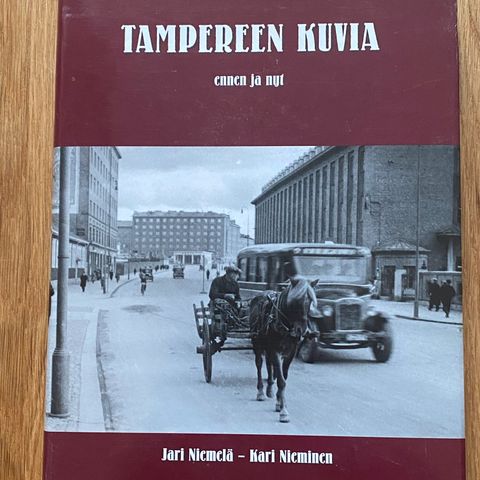 TAMPEREEN KUVIA
ennen ja nyt
Jari Niemelä – Kari Nieminen